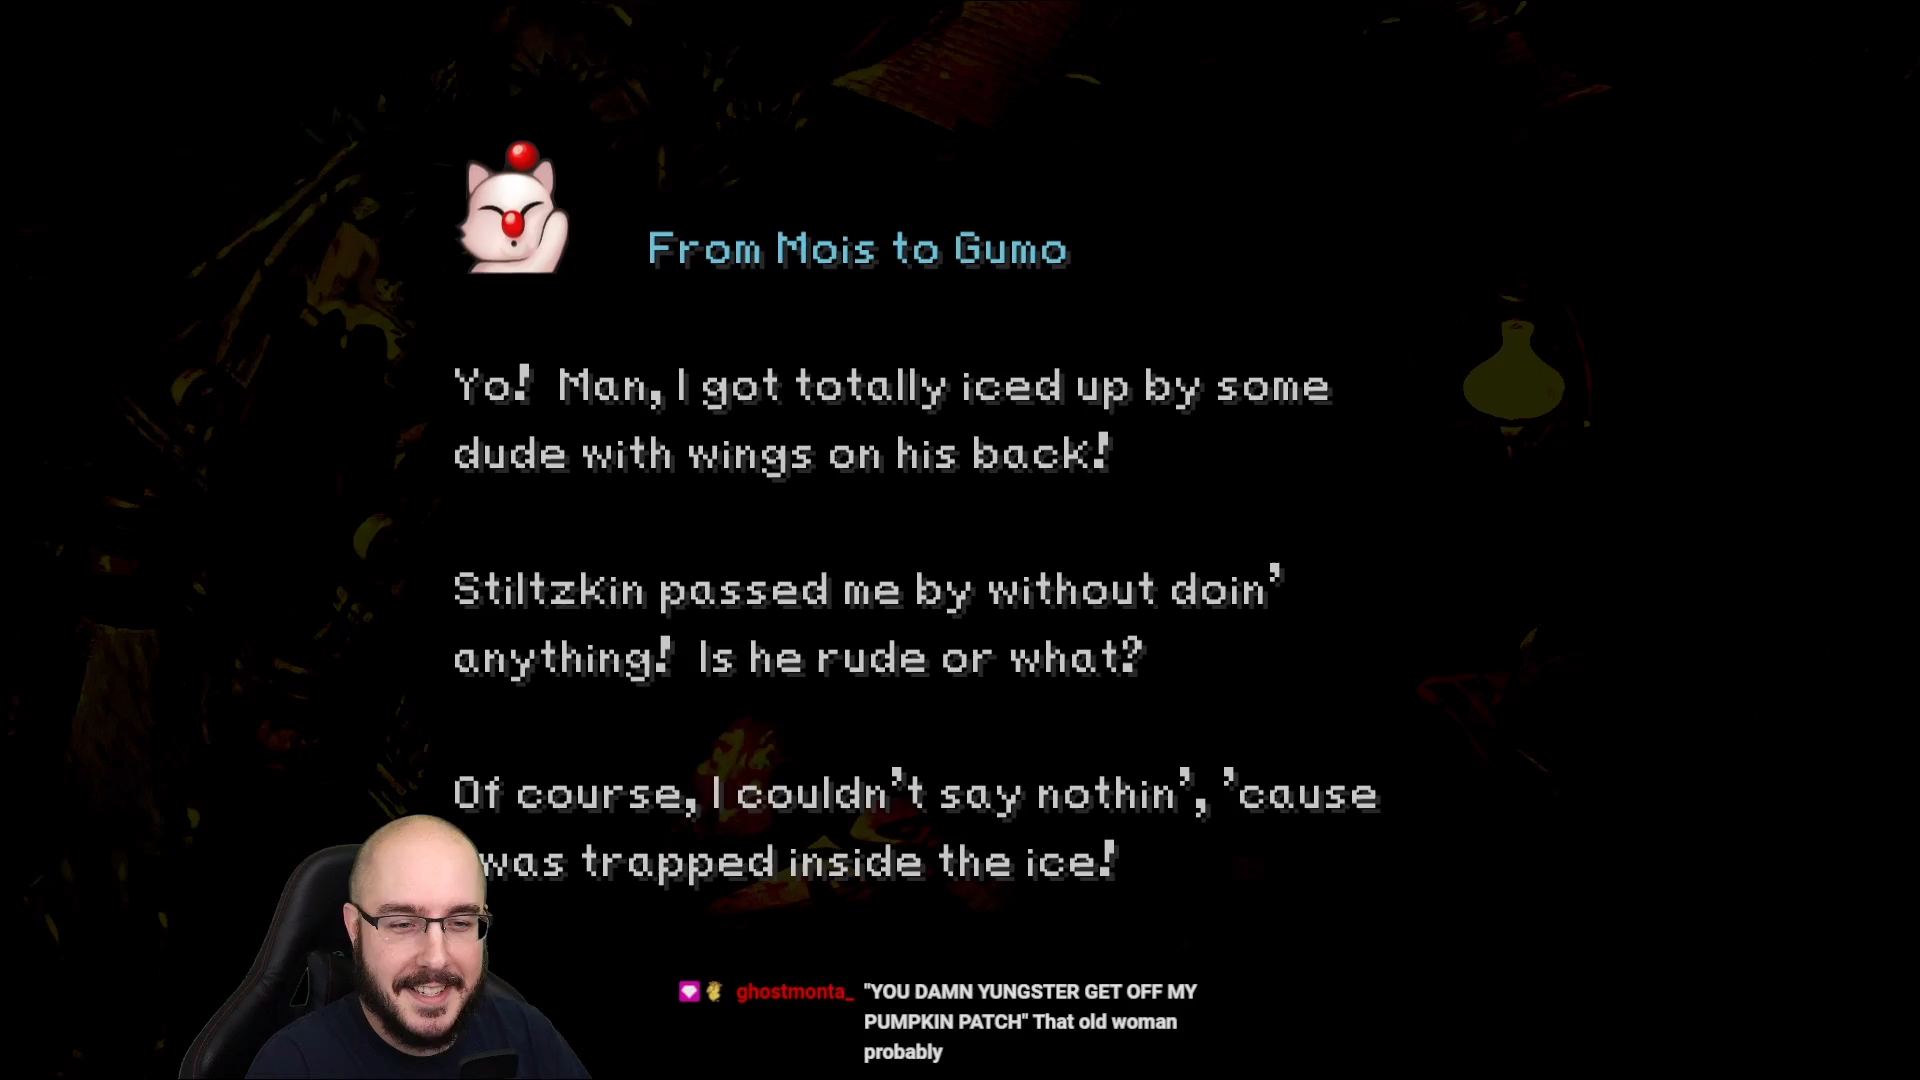 From Mois to Gumo
Yo! Man, I got totally iced up by some
dude with wings on his back!
Stiltzkin passed me by without doin'
anything! Is he rude or what?
Of course, I couldn't say nothin', 'cause
was trapped inside the ice!
ghostmonta_ "YOU DAMN YUNGSTER GET OFF MY
PUMPKIN PATCH" That old woman
probably